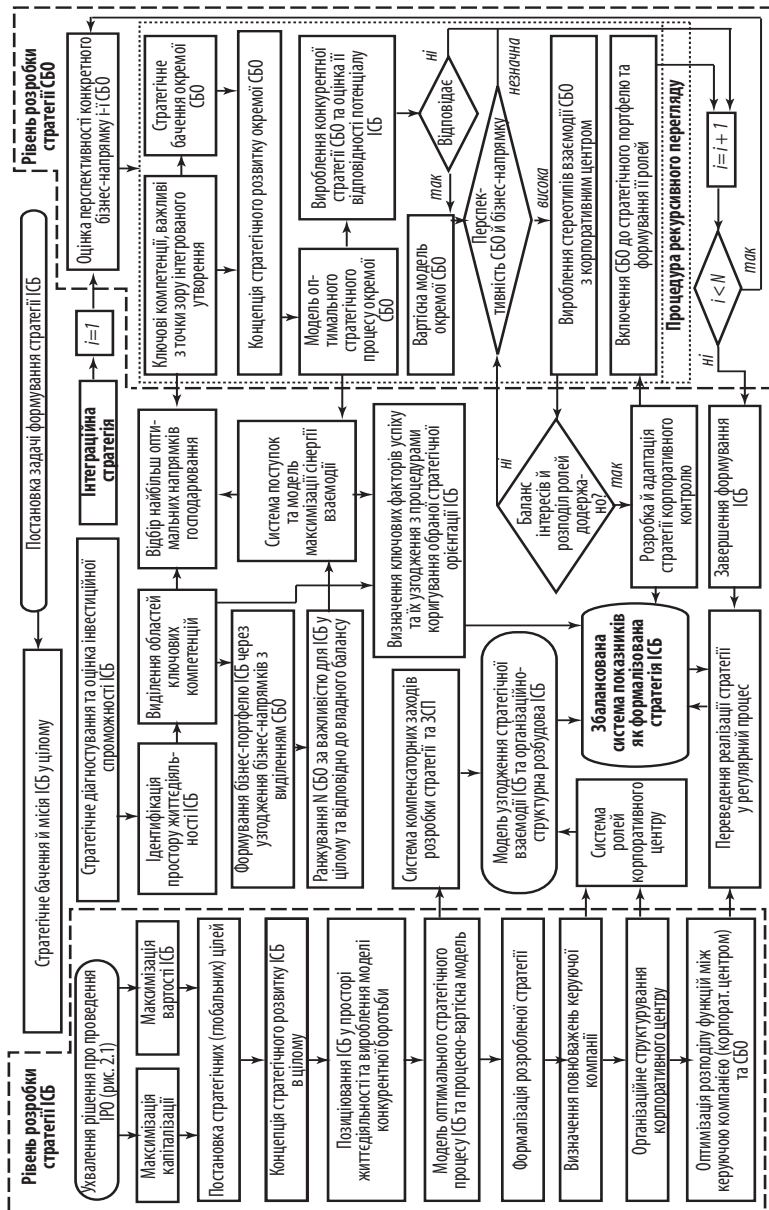 Рівень розробки
стратегії ІСБ
Ухвалення рішення про проведення
ІРО (рис. 2.1)
Максимізація
капіталізації
Максимізація
вартості ІСБ
Постановка стратегічних (глобальних) цілей
Концепція стратегічного розвитку ІСБ
в цілому
Позиціювання ІСБ у просторі
життєдіяльності та вироблення моделі
конкурентної боротьби
Модель оптимального стратегічного
процесу ІСБ та процесно-вартісна модель
Формалізація розробленої стратегії
Визначення повноважень керуючої
компанії
Організаційне структурування
корпоративного центру
Оптимізація розподілу функцій між
керуючою компанією (корпорат. центром)
та СБО
Постановка задачі формування стратегії ІСБ
Стратегічне бачення й місія ІСБ у цілому
Стратегічне діагностування та оцінка інвестиційної
спроможності ІСБ
Ідентифікація
простору життєдіяль-
ності ІСБ
Виділення областей
ключових
компетенцій
Відбір найбільш опти-
мальних напрямків
господарювання
Формування бізнес-портфелю ІСБ через
узгодження бізнес-напрямків з
виділенням СБО
Ранжування N СБО за важливістю для ІСБ у
цілому та відповідно до владного балансу
Система поступок
та модель
максимізації сінергії
взаємодії
Визначення ключових факторів успіху
та їх узгодження з процедурами
коригування обраної стратегічної
орієнтації ІСБ
Система компенсаторних заходів
розробки стратегії та ЗСП
Модель узгодження стратегічної
взаємодії ІСБ та організаційно-
структурна розбудова ІСБ
Збалансована
система показників
як формалізована
стратегія ІСБ
Система
ролей
корпоративного
центру
Переведення реалізації стратегії
у регулярний процес
Баланс
інтересів й
розподіл ролей
додержа-
но?
ні
так
Розробка й адаптація
стратегії корпоративного
контролю
Завершення формування
ІСБ
Інтеграційна
стратегія
i=1
Рівень розробки
стратегії СБО
Оцінка перспективності конкретного
бізнес-напрямку i-ї СБО
Ключові компетенції, важливі
з точки зору інтегрованого
утворення
Стратегічне
бачення окремої
СБО
Концепція стратегічного розвитку окремої СБО
Модель оп-
тимального
стратегічного
процесу окремої
СБО
Вироблення конкурентної
стратегії СБО та оцінка її
відповідності потенціалу
ІСБ
Вартісна модель
окремої СБО
Відповідає
ні
так
Перспек-
тивність СБО й бізнес-напрямку
незначна
висока
Вироблення стереотипів взаємодії СБО
з корпоративним центром
Включення СБО до стратегічного портфелю та
формування її ролей
Процедура рекурсивного перегляду
i = i + 1
i < N
ні
так